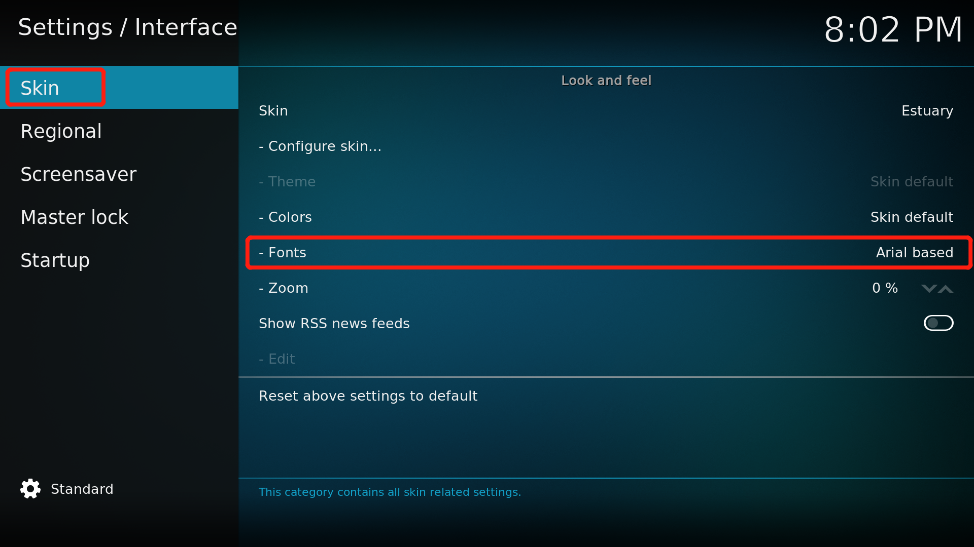 Settings / Interface
8:02 PM
Skin
Regional
Screensaver
Master lock
Startup
Standard
Look and feel
Skin Estuary
- Configure skin...
- Theme Skin default
- Colors Skin default
- Fonts Arial based
- Zoom 0 %
Show RSS news feeds
- Edit
Reset above settings to default
This category contains all skin related settings.